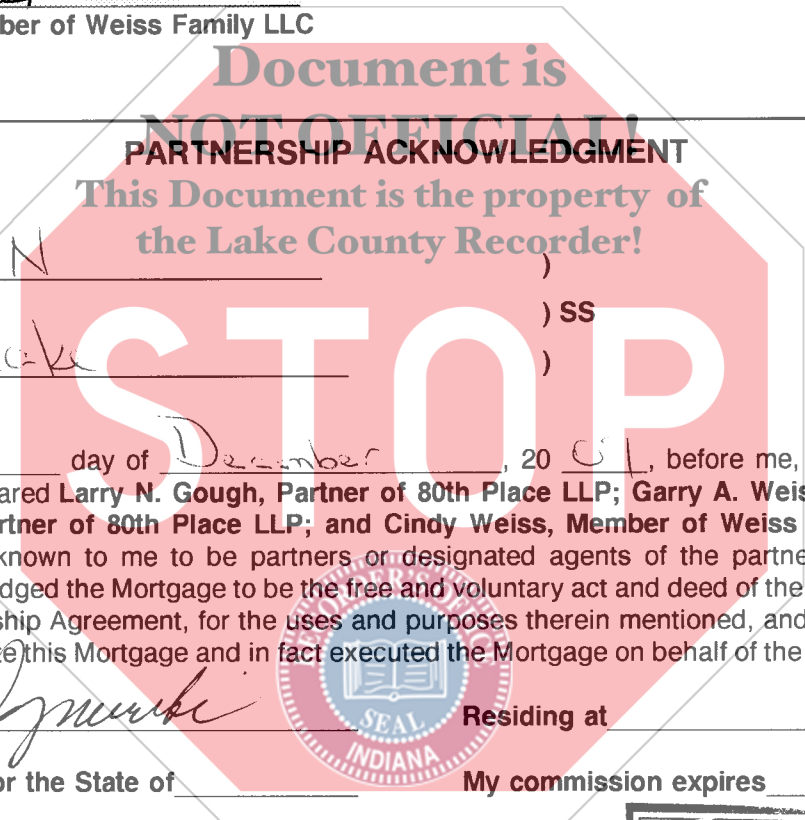 ber of Weiss Family LLC
Document is
NOT OFFICIAL!
PARTNERSHIP ACKNOWLEDGMENT
This Document is the property of
the Lake County Recorder!
N )
) SS
ake )
STOP
day of December, 20 01, before me,
ared Larry N. Gough, Partner of 80th Place LLP; Garry A. Weis
rtner of 80th Place LLP; and Cindy Weiss, Member of Weiss
known to me to be partners or designated agents of the partne
dged the Mortgage to be the free and voluntary act and deed of the
ship Agreement, for the uses and purposes therein mentioned, and
te this Mortgage and in fact executed the Mortgage on behalf of the
RECORDER'S OFFICE
SEAL
INDIANA
Residing at
or the State of My commission expires